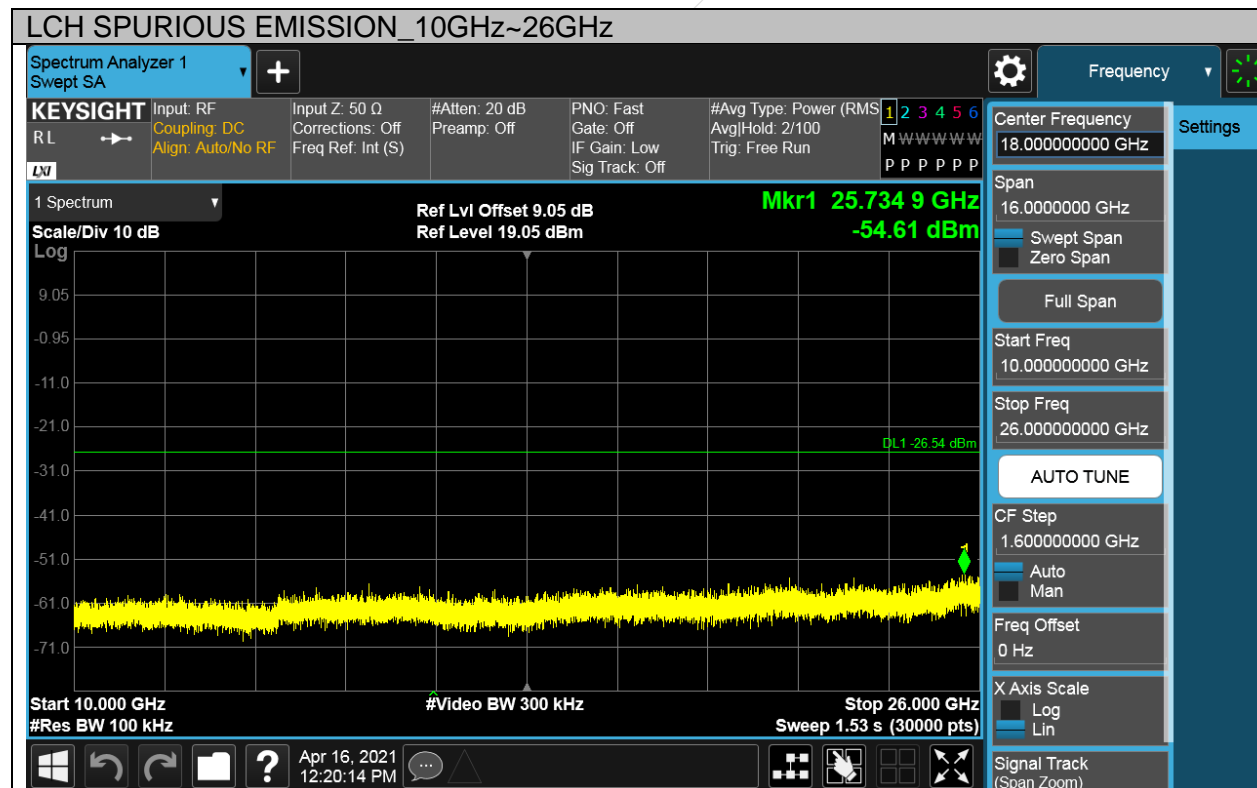 LCH SPURIOUS EMISSION_10GHz~26GHz
Spectrum Analyzer 1
Swept SA
Frequency
KEYSIGHT
RL
LXI
Input: RF
Coupling: DC
Align: Auto/No RF
Input Z: 50 Ω
Corrections: Off
Freq Ref: Int (S)
#Atten: 20 dB
Preamp: Off
PNO: Fast
Gate: Off
IF Gain: Low
Sig Track: Off
#Avg Type: Power (RMS
Avg|Hold: 2/100
Trig: Free Run
1 2 3 4 5 6
M W W W W W
P P P P P P
1 Spectrum
Scale/Div 10 dB
Ref Lvl Offset 9.05 dB
Ref Level 19.05 dBm
Mkr1 25.734 9 GHz
-54.61 dBm
Log
9.05
-0.95
-11.0
-21.0
DL1 -26.54 dBm
-31.0
-41.0
-51.0
1
-61.0
-71.0
Start 10.000 GHz
#Video BW 300 kHz
Stop 26.000 GHz
#Res BW 100 kHz
Sweep 1.53 s (30000 pts)
?
Apr 16, 2021
12:20:14 PM
Center Frequency
18.000000000 GHz
Settings
Span
16.0000000 GHz
Swept Span
Zero Span
Full Span
Start Freq
10.000000000 GHz
Stop Freq
26.000000000 GHz
AUTO TUNE
CF Step
1.600000000 GHz
Auto
Man
Freq Offset
0 Hz
X Axis Scale
Log
Lin
Signal Track
(Span Zoom)